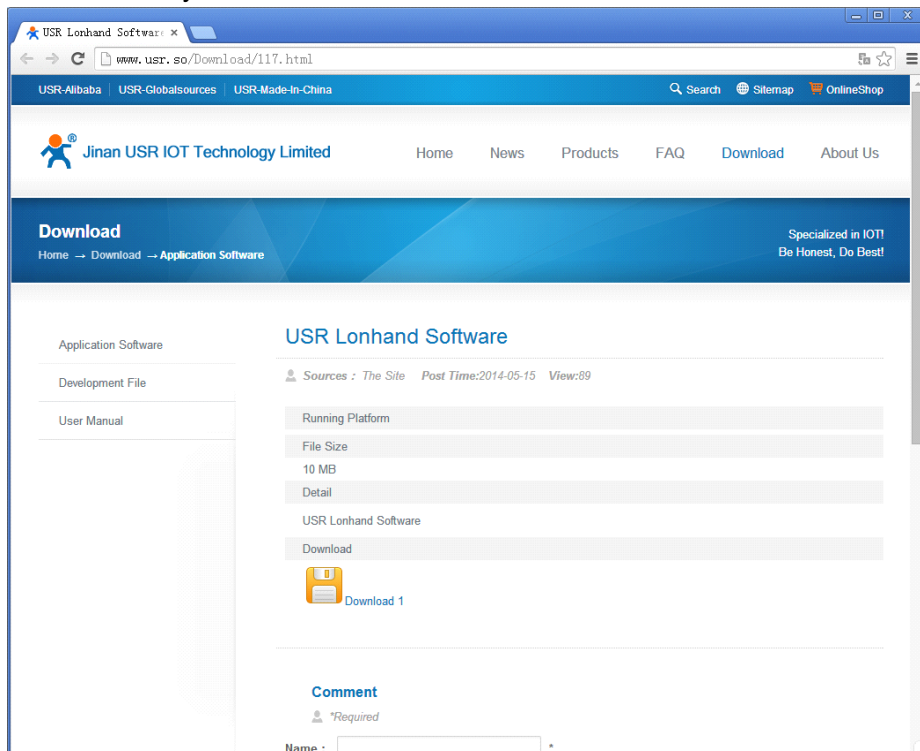 USR Lonhand Software
www.usr.so/Download/117.html
USR-Alibaba USR-Globalsources USR-Made-In-China Search Sitemap OnlineShop
® Jinan USR IOT Technology Limited Home News Products FAQ Download About Us
Download
Specialized in IOT!
Home → Download → Application Software
Be Honest, Do Best!
Application Software
Development File
User Manual
USR Lonhand Software
Sources : The Site Post Time:2014-05-15 View:89
Running Platform
File Size
10 MB
Detail
USR Lonhand Software
Download
Download 1
Comment
*Required
Name : *